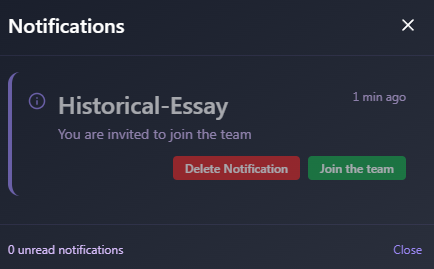 Notifications
Historical-Essay
1 min ago
You are invited to join the team
Delete Notification
Join the team
0 unread notifications
Close